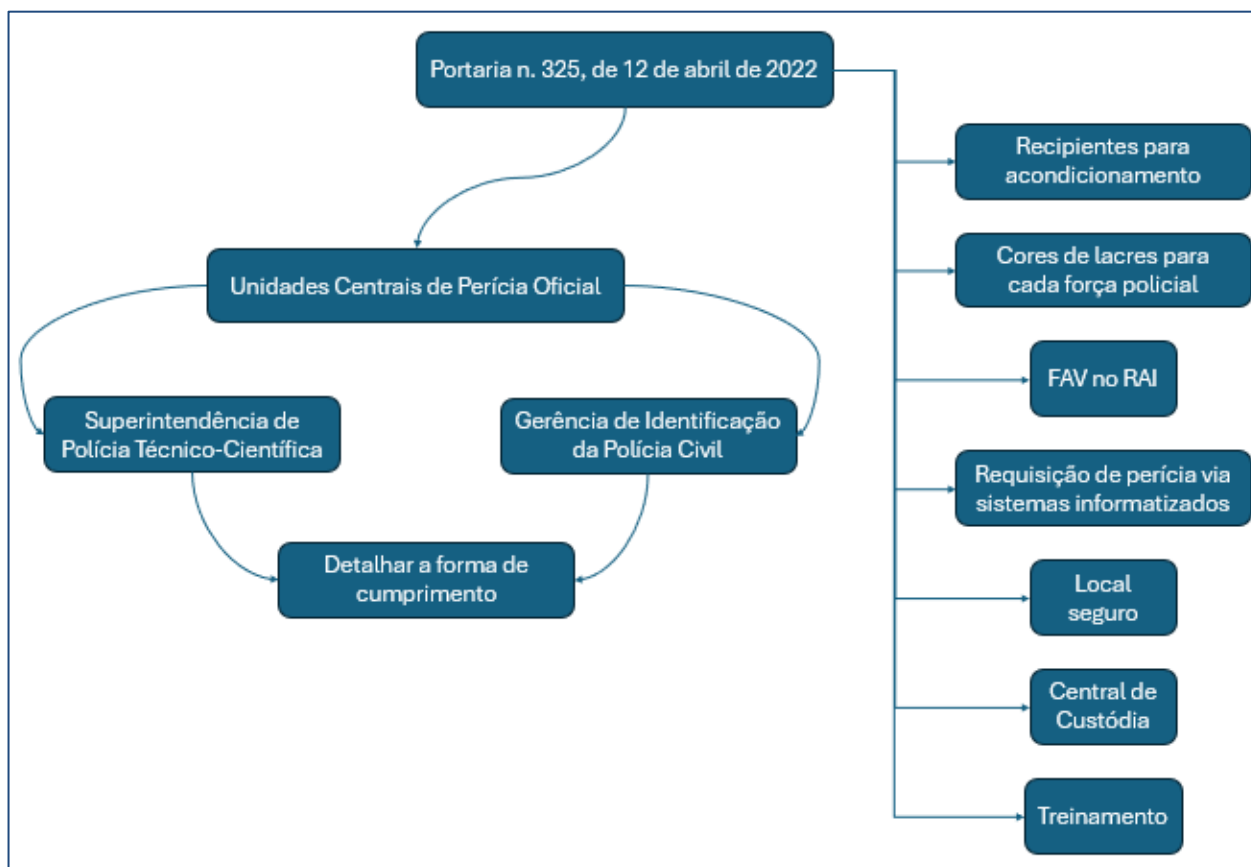 Portaria n. 325, de 12 de abril de 2022
Unidades Centrais de Perícia Oficial
Superintendência de
Polícia Técnico-Científica
Gerência de Identificação
da Polícia Civil
Detalhar a forma de
cumprimento
Recipientes para
acondicionamento
Cores de lacres para
cada força policial
FAV no RAI
Requisição de perícia via
sistemas informatizados
Local
seguro
Central de
Custódia
Treinamento